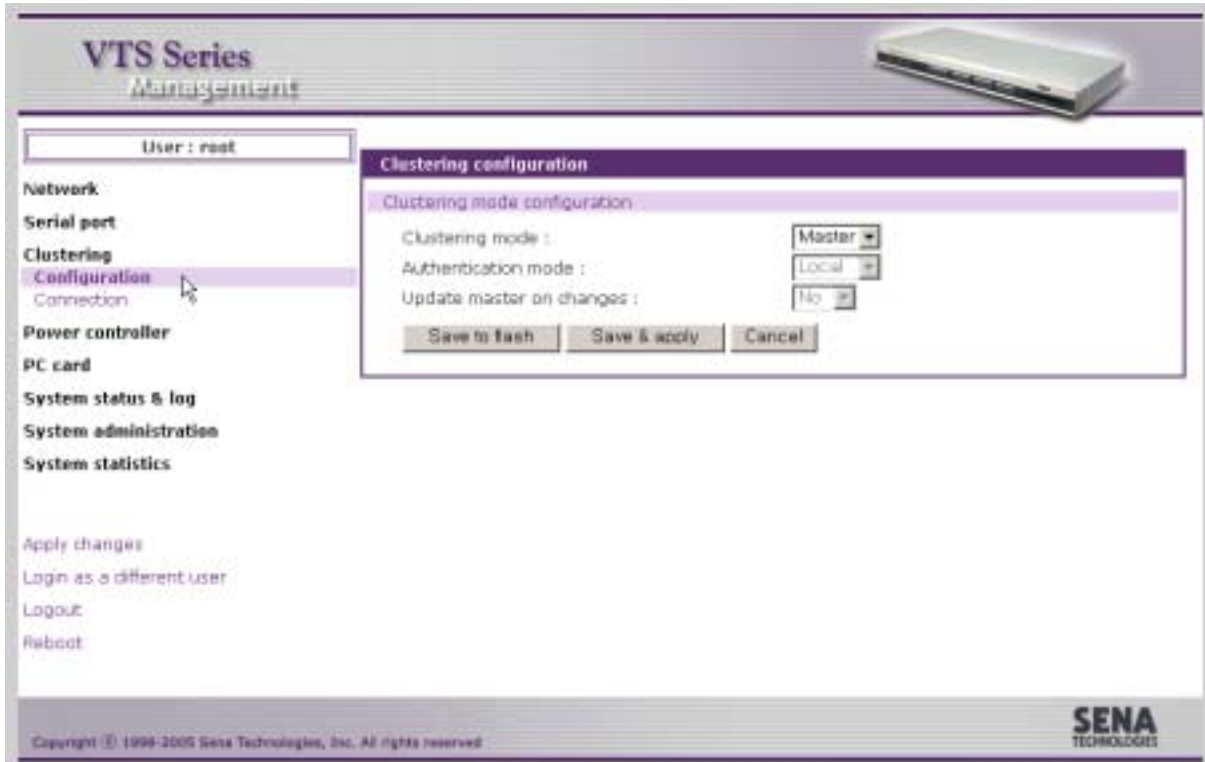 VTS Series
Management
User : root
Network
Serial port
Clustering
Configuration
Connection
Power controller
PC card
System status & log
System administration
System statistics
Apply changes
Login as a different user
Logout
Reboot
Clustering configuration
Clustering mode configuration
Clustering mode : Master
Authentication mode : Local
Update master on changes : No
Save to flash Save & apply Cancel
Copyright © 1998-2005 Sena Technologies, Inc. All rights reserved
SENA
TECHNOLOGIES